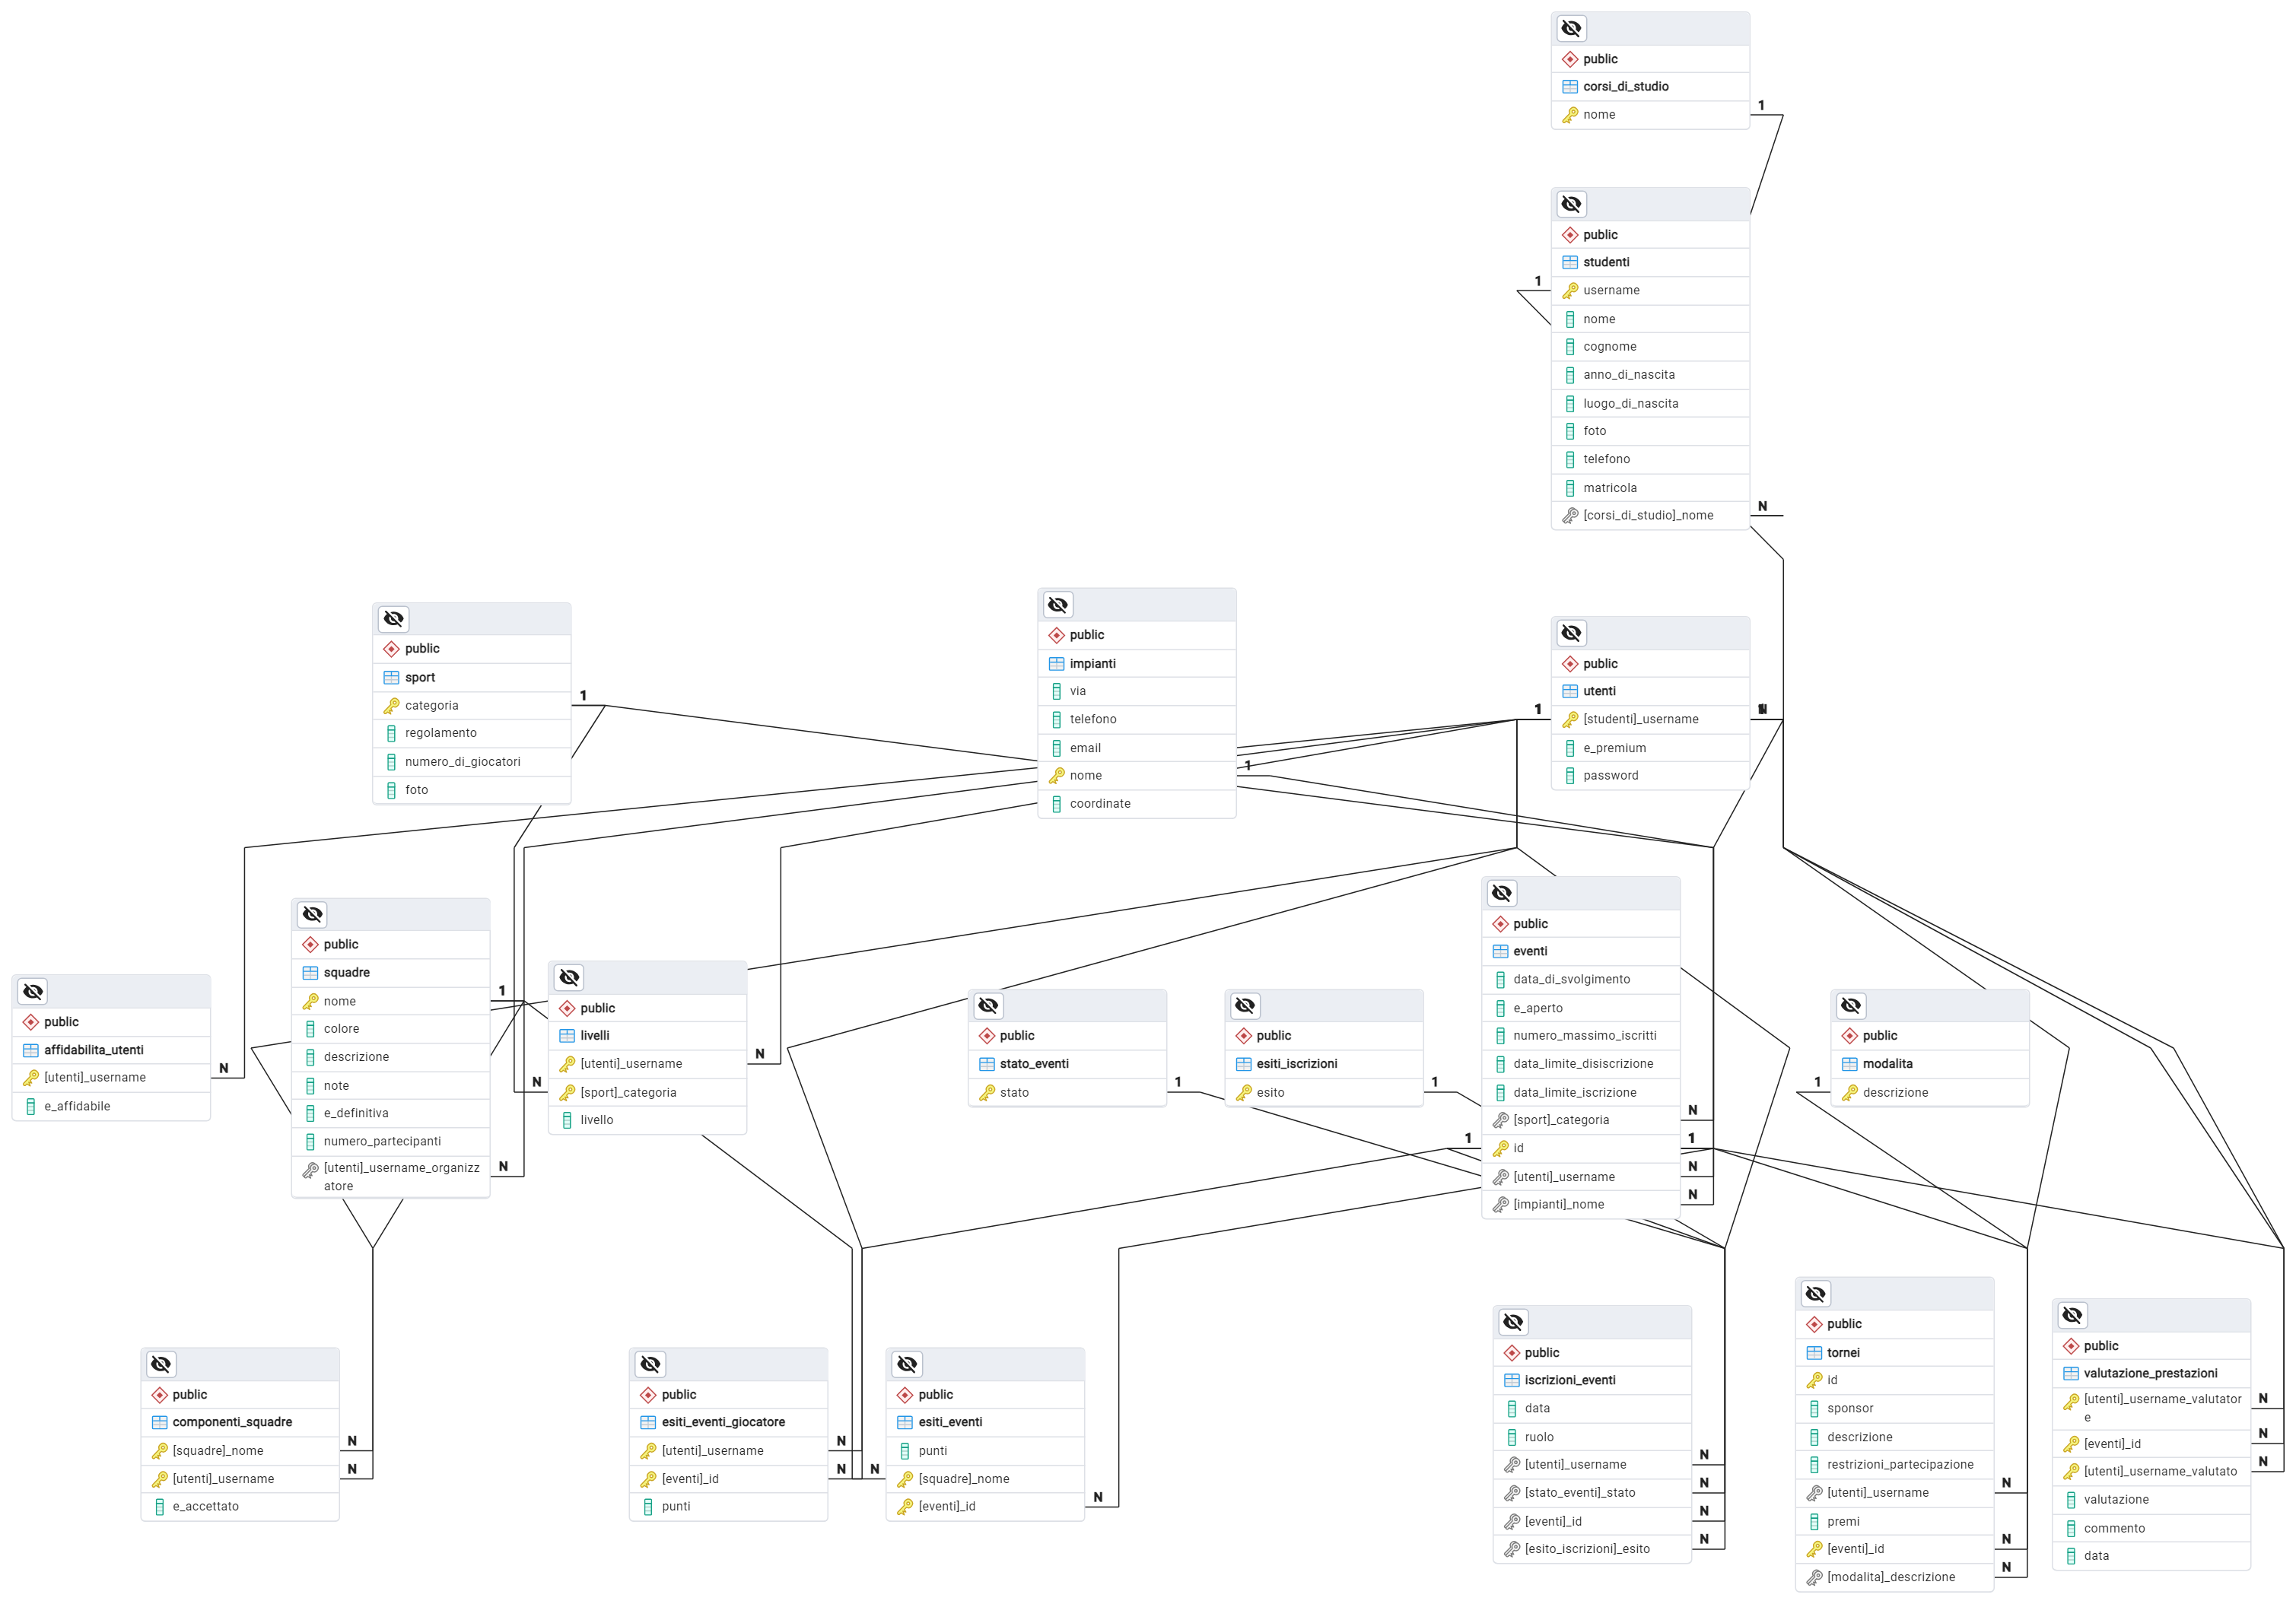 public
corsi_di_studio
nome
1
public
studenti
1
username
nome
cognome
anno_di_nascita
luogo_di_nascita
foto
telefono
matricola
[corsi_di_studio]_nome
N
public
sport
categoria
1
regolamento
numero_di_giocatori
foto
public
impianti
via
telefono
email
nome
1
coordinate
public
utenti
1
[studenti]_username
e_premium
password
public
affidabilita_utenti
[utenti]_username
N
e_affidabile
public
squadre
nome
1
colore
descrizione
note
e_definitiva
numero_partecipanti
[utenti]_username_organizz
atore
N
public
livelli
[utenti]_username
N
N
[sport]_categoria
livello
public
stato_eventi
stato
1
public
esiti_iscrizioni
esito
1
public
eventi
data_di_svolgimento
e_aperto
numero_massimo_iscritti
data_limite_disiscrizione
data_limite_iscrizione
[sport]_categoria
N
1
id
1
[utenti]_username
N
[impianti]_nome
N
public
modalita
1
descrizione
public
componenti_squadre
[squadre]_nome
N
[utenti]_username
N
e_accettato
public
esiti_eventi_giocatore
[utenti]_username
N
[eventi]_id
N
punti
public
esiti_eventi
punti
N
[squadre]_nome
[eventi]_id
N
public
iscrizioni_eventi
data
ruolo
[utenti]_username
N
[stato_eventi]_stato
N
[eventi]_id
N
[esito_iscrizioni]_esito
N
public
tornei
id
sponsor
descrizione
restrizioni_partecipazione
[utenti]_username
N
premi
[eventi]_id
N
[modalita]_descrizione
N
public
valutazione_prestazioni
[utenti]_username_valutator
e
N
[eventi]_id
N
[utenti]_username_valutato
N
valutazione
commento
data